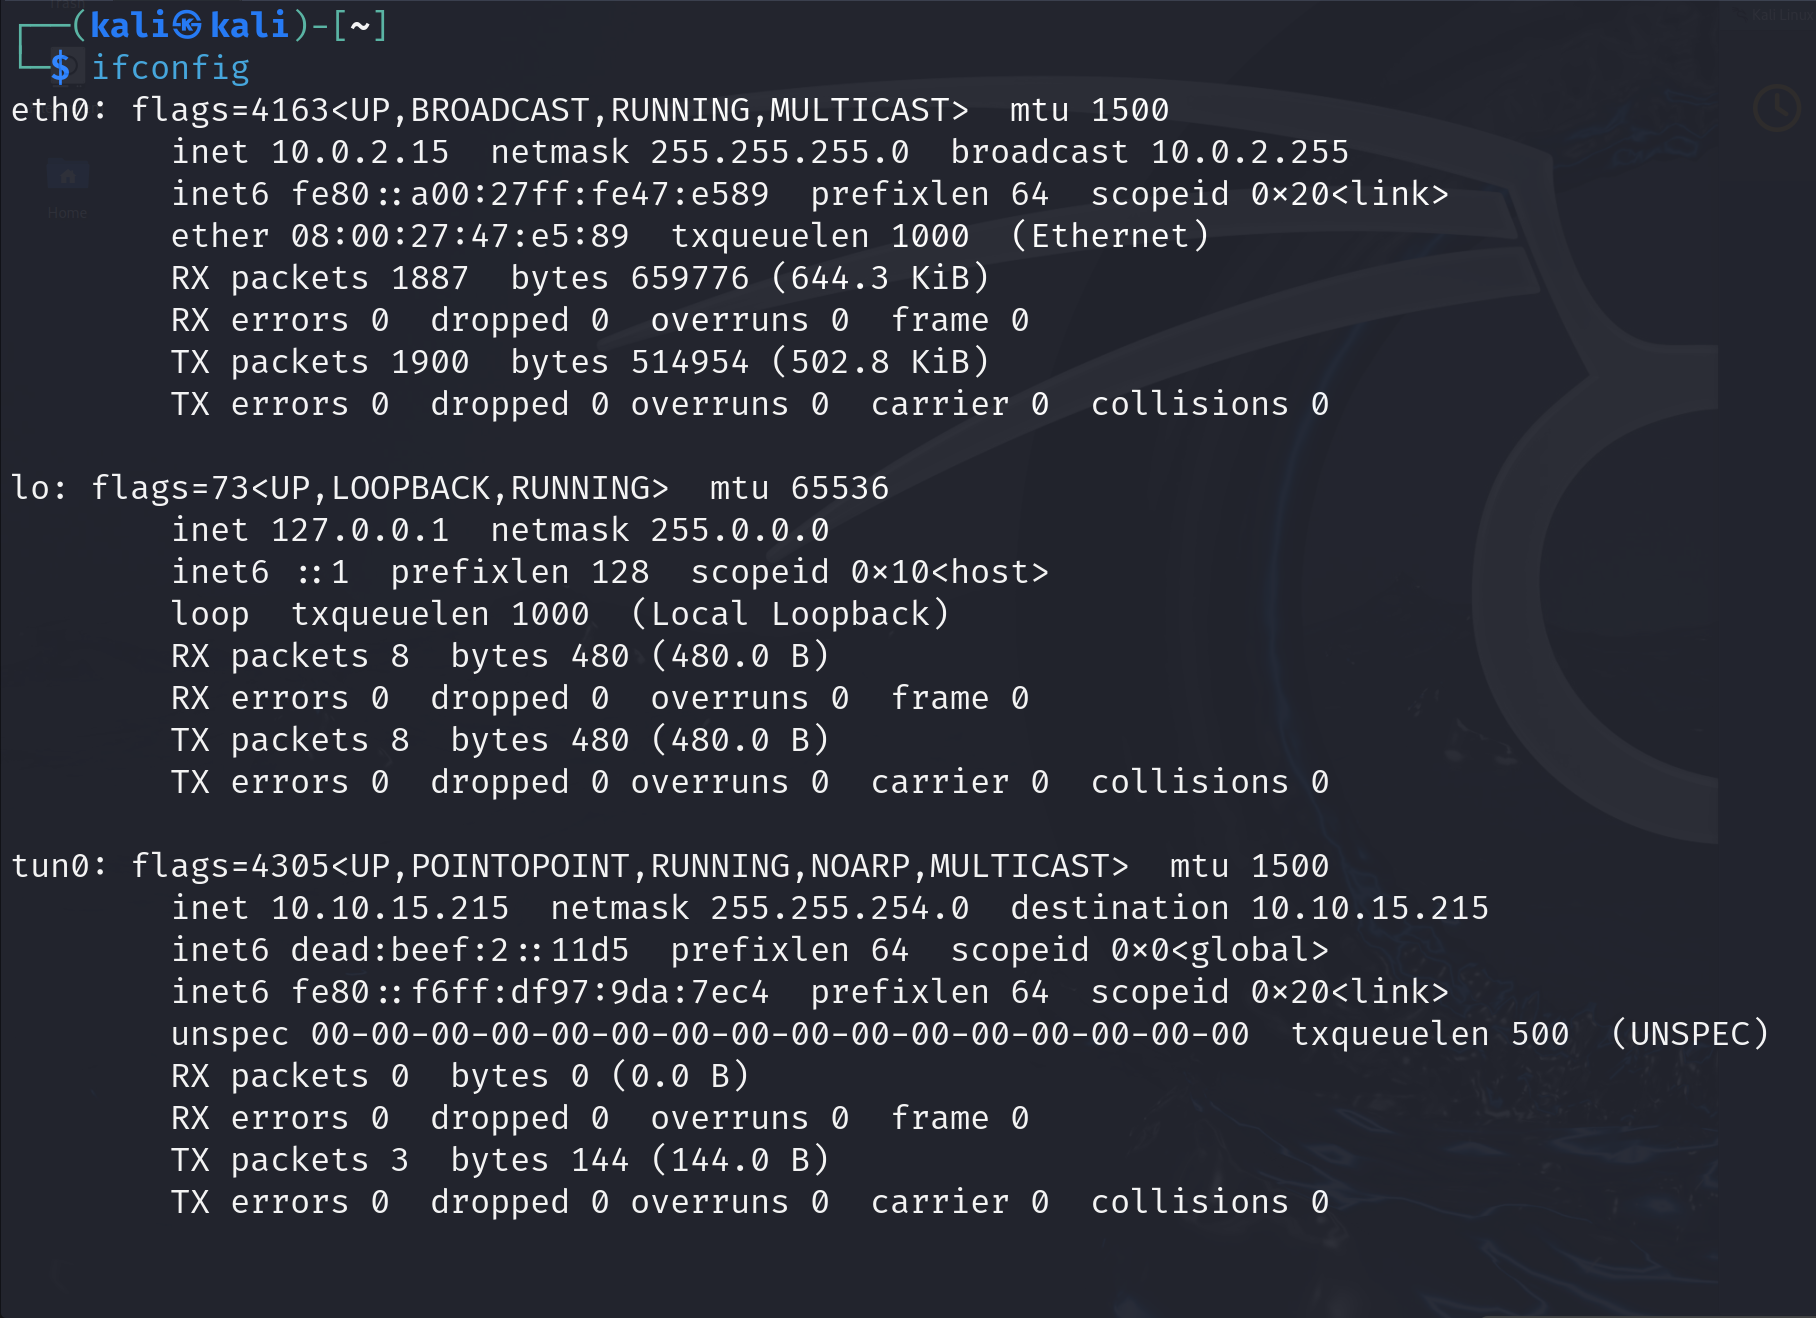 Trash
Kali Linu
┌──(kali㉿kali)-[~]
└─$ ifconfig
eth0: flags=4163<UP,BROADCAST,RUNNING,MULTICAST>  mtu 1500
        inet 10.0.2.15  netmask 255.255.255.0  broadcast 10.0.2.255
        inet6 fe80::a00:27ff:fe47:e589  prefixlen 64  scopeid 0x20<link>
        ether 08:00:27:47:e5:89  txqueuelen 1000  (Ethernet)
        RX packets 1887  bytes 659776 (644.3 KiB)
        RX errors 0  dropped 0  overruns 0  frame 0
        TX packets 1900  bytes 514954 (502.8 KiB)
        TX errors 0  dropped 0 overruns 0  carrier 0  collisions 0
Home

lo: flags=73<UP,LOOPBACK,RUNNING>  mtu 65536
        inet 127.0.0.1  netmask 255.0.0.0
        inet6 ::1  prefixlen 128  scopeid 0x10<host>
        loop  txqueuelen 1000  (Local Loopback)
        RX packets 8  bytes 480 (480.0 B)
        RX errors 0  dropped 0  overruns 0  frame 0
        TX packets 8  bytes 480 (480.0 B)
        TX errors 0  dropped 0 overruns 0  carrier 0  collisions 0

tun0: flags=4305<UP,POINTOPOINT,RUNNING,NOARP,MULTICAST>  mtu 1500
        inet 10.10.15.215  netmask 255.255.254.0  destination 10.10.15.215
        inet6 dead:beef:2::11d5  prefixlen 64  scopeid 0x0<global>
        inet6 fe80::f6ff:df97:9da:7ec4  prefixlen 64  scopeid 0x20<link>
        unspec 00-00-00-00-00-00-00-00-00-00-00-00-00-00-00-00  txqueuelen 500  (UNSPEC)
        RX packets 0  bytes 0 (0.0 B)
        RX errors 0  dropped 0  overruns 0  frame 0
        TX packets 3  bytes 144 (144.0 B)
        TX errors 0  dropped 0 overruns 0  carrier 0  collisions 0